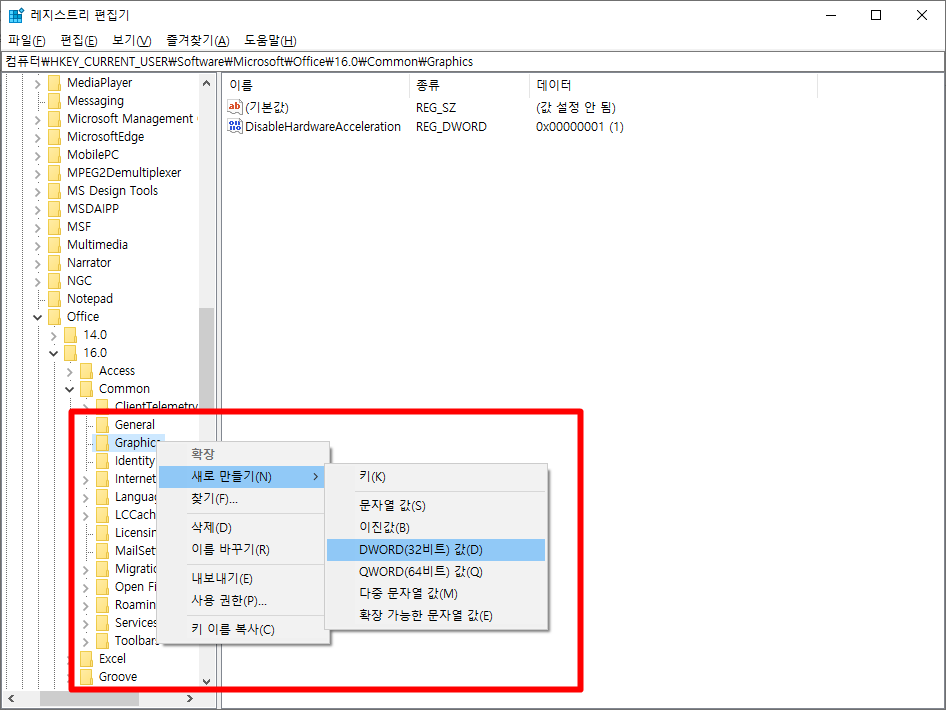 레지스트리 편집기
파일(F) 편집(E) 보기(V) 즐겨찾기(A) 도움말(H)
컴퓨터₩HKEY_CURRENT_USER₩Software₩Microsoft₩Office₩16.0₩Common₩Graphics
MediaPlayer
Messaging
Microsoft Management
MicrosoftEdge
MobilePC
MPEG2Demultiplexer
MS Design Tools
MSDAIPP
MSF
Multimedia
Narrator
NGC
Notepad
Office
14.0
16.0
Access
Common
ClientTelemetry
General
Graphics
Identity
Internet
Languag
LCCach
Licensin
MailSet
Migratio
Open Fi
Roamin
Services
Toolbars
Excel
Groove
이름 종류 데이터
(기본값) REG_SZ (값 설정 안 됨)
DisableHardwareAcceleration REG_DWORD 0x00000001 (1)
확장
새로 만들기(N)
찾기(F)...
삭제(D)
이름 바꾸기(R)
내보내기(E)
사용 권한(P)...
키 이름 복사(C)
키(K)
문자열 값(S)
이진값(B)
DWORD(32비트) 값(D)
QWORD(64비트) 값(Q)
다중 문자열 값(M)
확장 가능한 문자열 값(E)